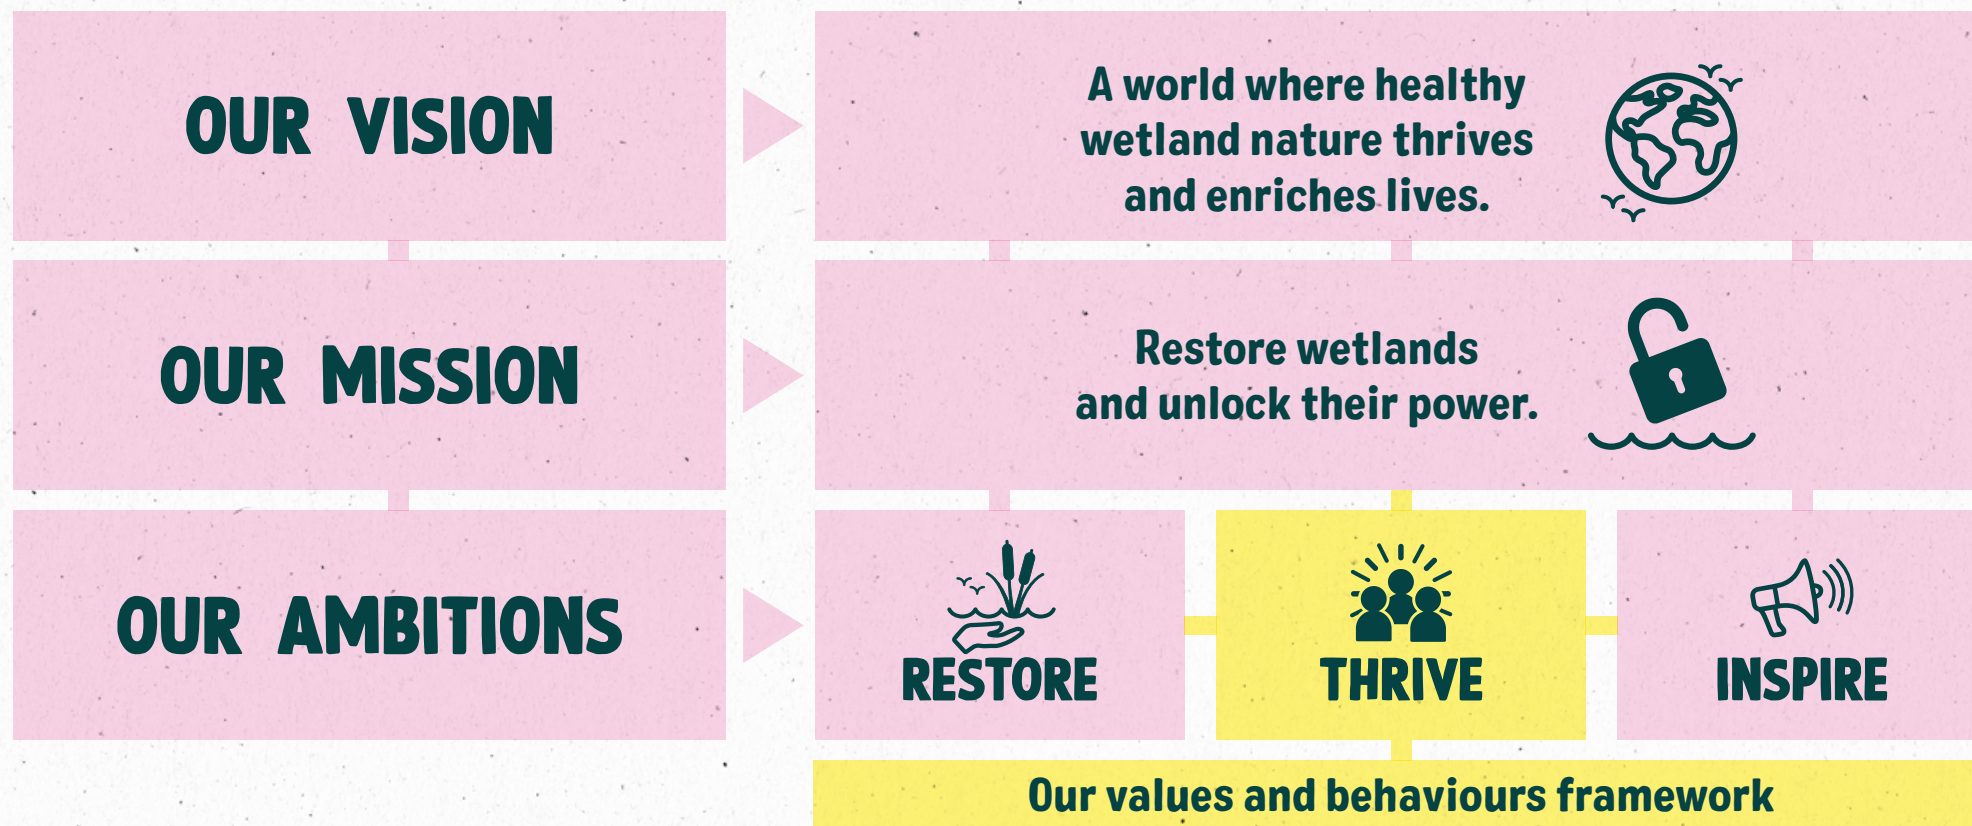 OUR VISION
A world where healthy
wetland nature thrives
and enriches lives.
OUR MISSION
Restore wetlands
and unlock their power.
OUR AMBITIONS
RESTORE
THRIVE
INSPIRE
Our values and behaviours framework